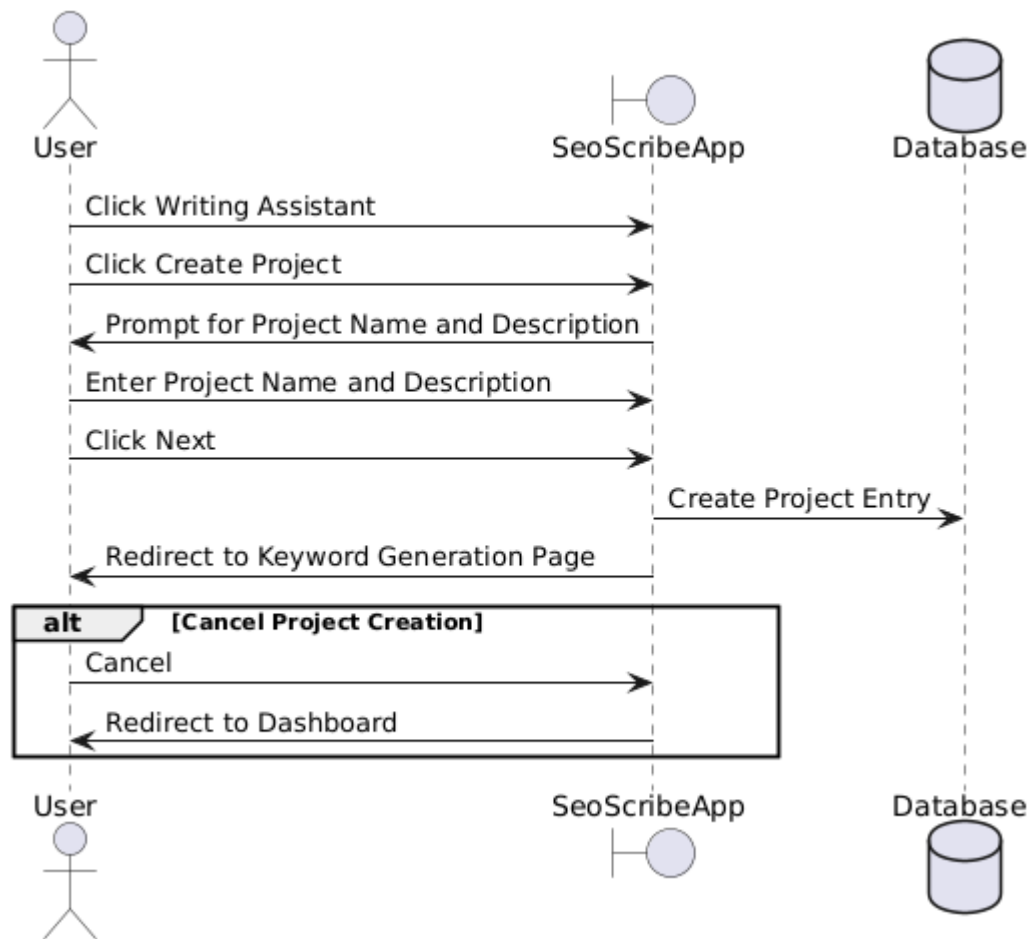 User
SeoScribeApp
Database
Click Writing Assistant
Click Create Project
Prompt for Project Name and Description
Enter Project Name and Description
Click Next
Create Project Entry
Redirect to Keyword Generation Page
alt [Cancel Project Creation]
Cancel
Redirect to Dashboard
User
SeoScribeApp
Database